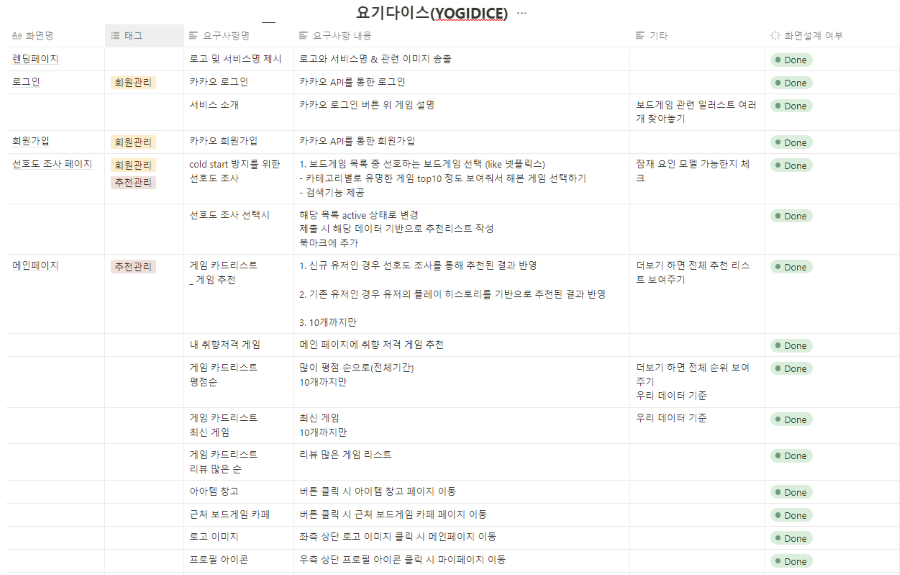 요기다이스(YOGIDICE) ···
Aa 화면명 태그 요구사항명 요구사항 내용 기타 화면설계 여부
랜딩페이지 로고 및 서비스명 제시 로고와 서비스명 & 관련 이미지 송출 Done
로그인 회원관리 카카오 로그인 카카오 API를 통한 로그인 Done
서비스 소개 카카오 로그인 버튼 위 게임 설명 보드게임 관련 일러스트 여러 Done
개 찾아놓기
회원가입 회원관리 카카오 회원가입 카카오 API를 통한 회원가입 Done
선호도 조사 페이지 회원관리 cold start 방지를 위한 1. 보드게임 목록 중 선호하는 보드게임 선택 (like 넷플릭스) 잠재 요인 모델 가능한지 체 Done
추천관리 선호도 조사 - 카테고리별로 유명한 게임 top10 정도 보여줘서 해본 게임 선택하기 크
- 검색기능 제공
선호도 조사 선택시 해당 목록 active 상태로 변경 Done
제출 시 해당 데이터 기반으로 추천리스트 작성
북마크에 추가
메인페이지 추천관리 게임 카드리스트 1. 신규 유저인 경우 선호도 조사를 통해 추천된 결과 반영 더보기 하면 전체 추천 리스 Done
_ 게임 추천 트 보여주기
2. 기존 유저인 경우 유저의 플레이 히스토리를 기반으로 추천된 결과 반영
3. 10개까지만
내 취향저격 게임 메인 페이지에 취향 저격 게임 추천 Done
게임 카드리스트 많이 평점 순으로(전체기간) 더보기 하면 전체 순위 보여 Done
평점순 10개까지만 주기
우리 데이터 기준
게임 카드리스트 최신 게임 우리 데이터 기준 Done
최신 게임 10개까지만
게임 카드리스트 리뷰 많은 게임 리스트 Done
리뷰 많은 순
아아템 창고 버튼 클릭 시 아이템 창고 페이지 이동 Done
근처 보드게임 카페 버튼 클릭 시 근처 보드게임 카페 페이지 이동 Done
로고 이미지 좌측 상단 로고 이미지 클릭 시 메인페이지 이동 Done
프로필 아이콘 우측 상단 프로필 아이콘 클릭 시 마이페이지 이동 Done